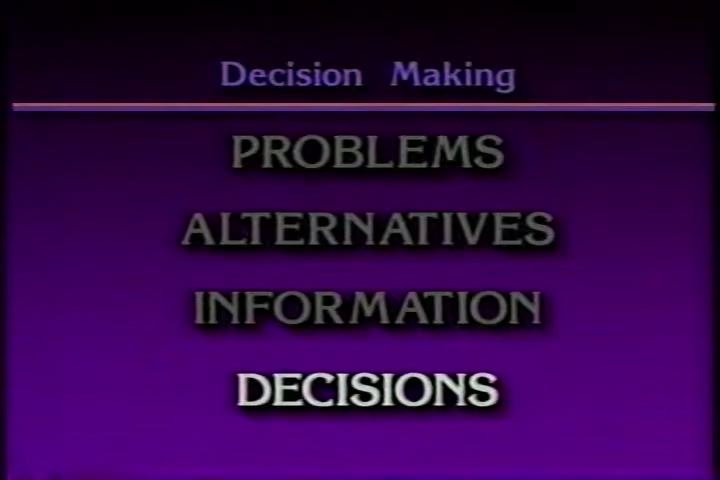 Decision Making
PROBLEMS
ALTERNATIVES
INFORMATION
DECISIONS